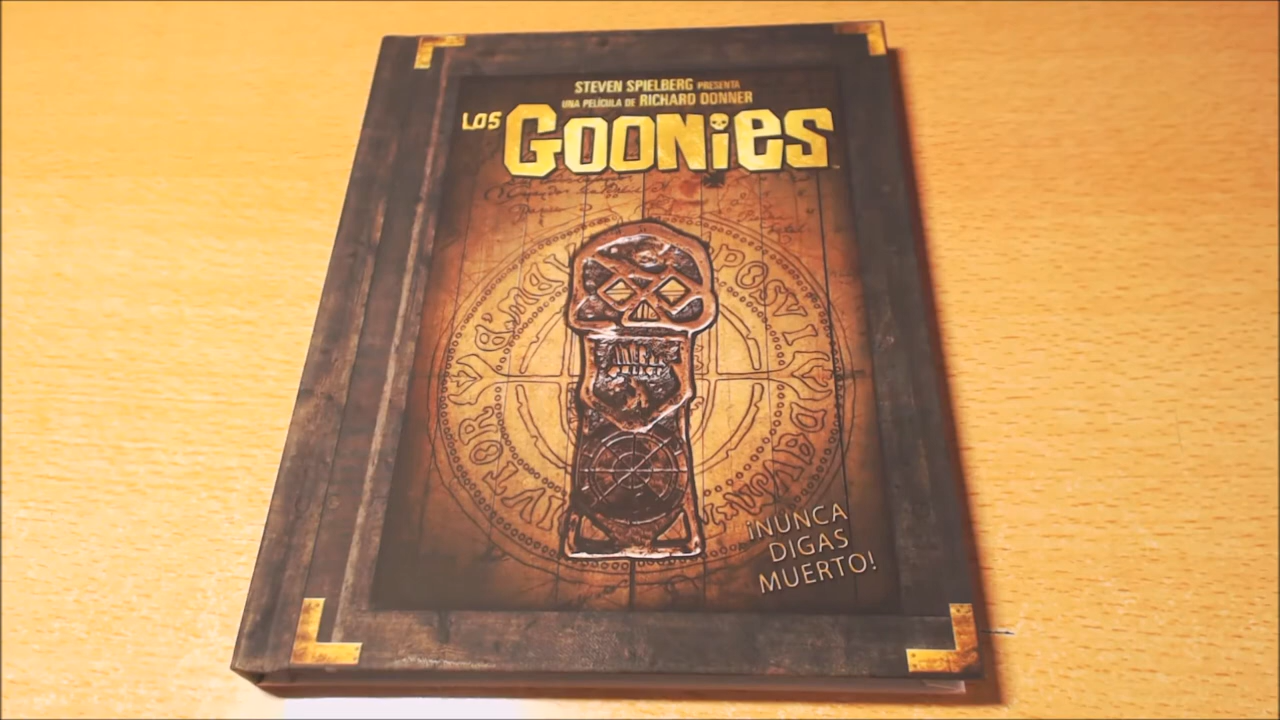 STEVEN SPIELBERG PRESENTA
UNA PELÍCULA DE RICHARD DONNER
LOS GOONIES
¡NUNCA
DIGAS
MUERTO!